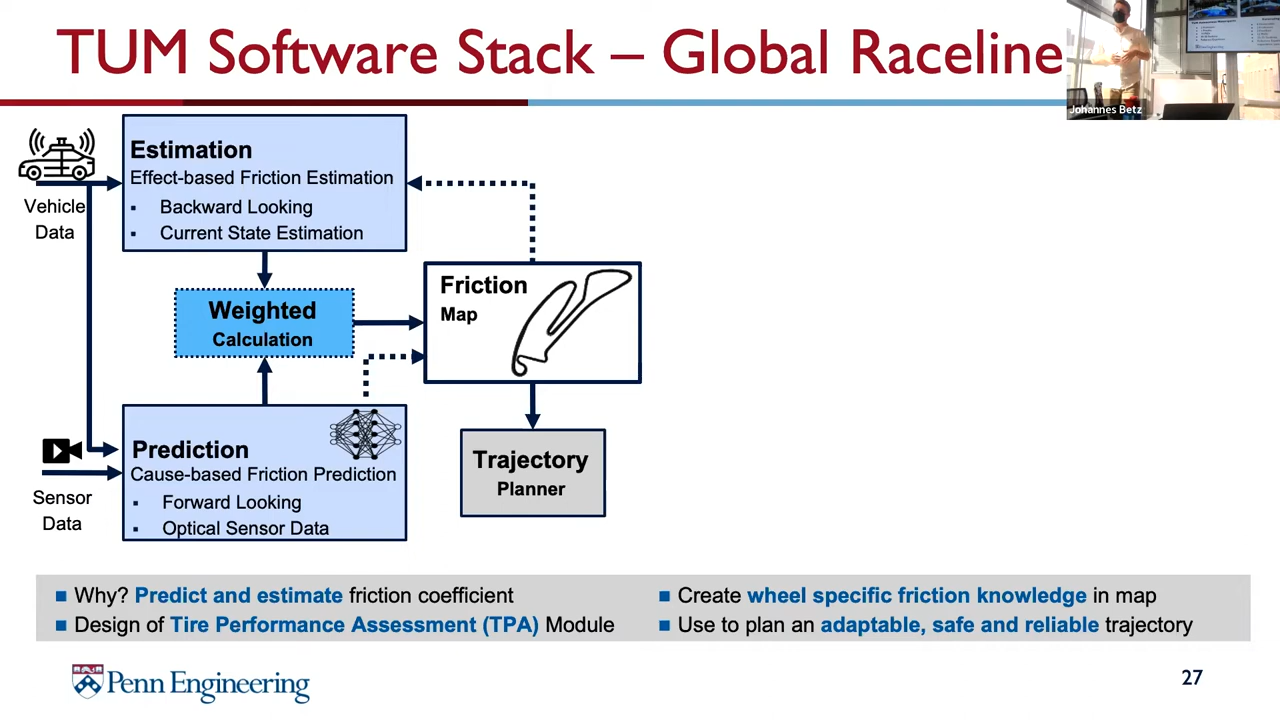 TUM Software Stack – Global Raceline
Johannes Betz
Estimation
Effect-based Friction Estimation
▪ Backward Looking
▪ Current State Estimation
Vehicle
Data
Weighted
Calculation
Friction
Map
Prediction
Cause-based Friction Prediction
▪ Forward Looking
▪ Optical Sensor Data
Sensor
Data
Trajectory
Planner
■ Why? Predict and estimate friction coefficient
■ Design of Tire Performance Assessment (TPA) Module
■ Create wheel specific friction knowledge in map
■ Use to plan an adaptable, safe and reliable trajectory
Penn Engineering
27